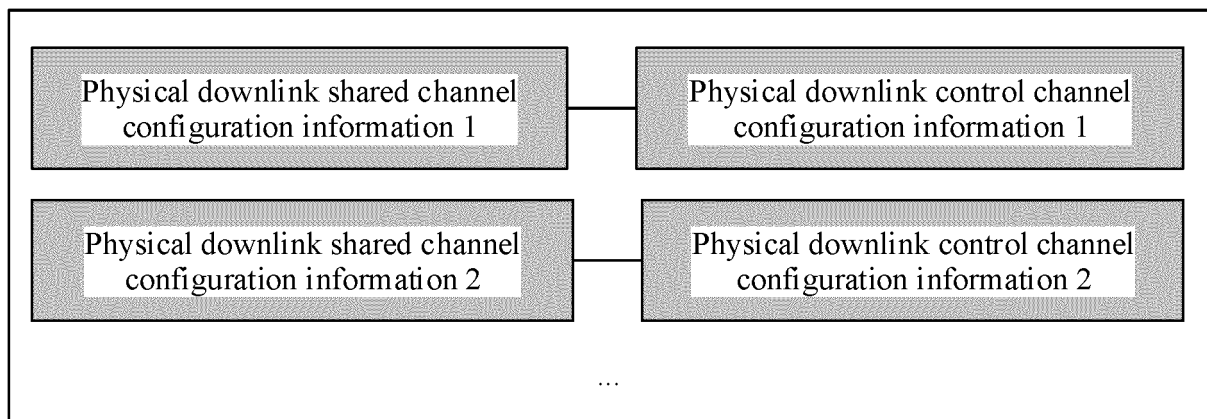 Physical downlink shared channel
configuration information 1
Physical downlink control channel
configuration information 1
Physical downlink shared channel
configuration information 2
Physical downlink control channel
configuration information 2
...